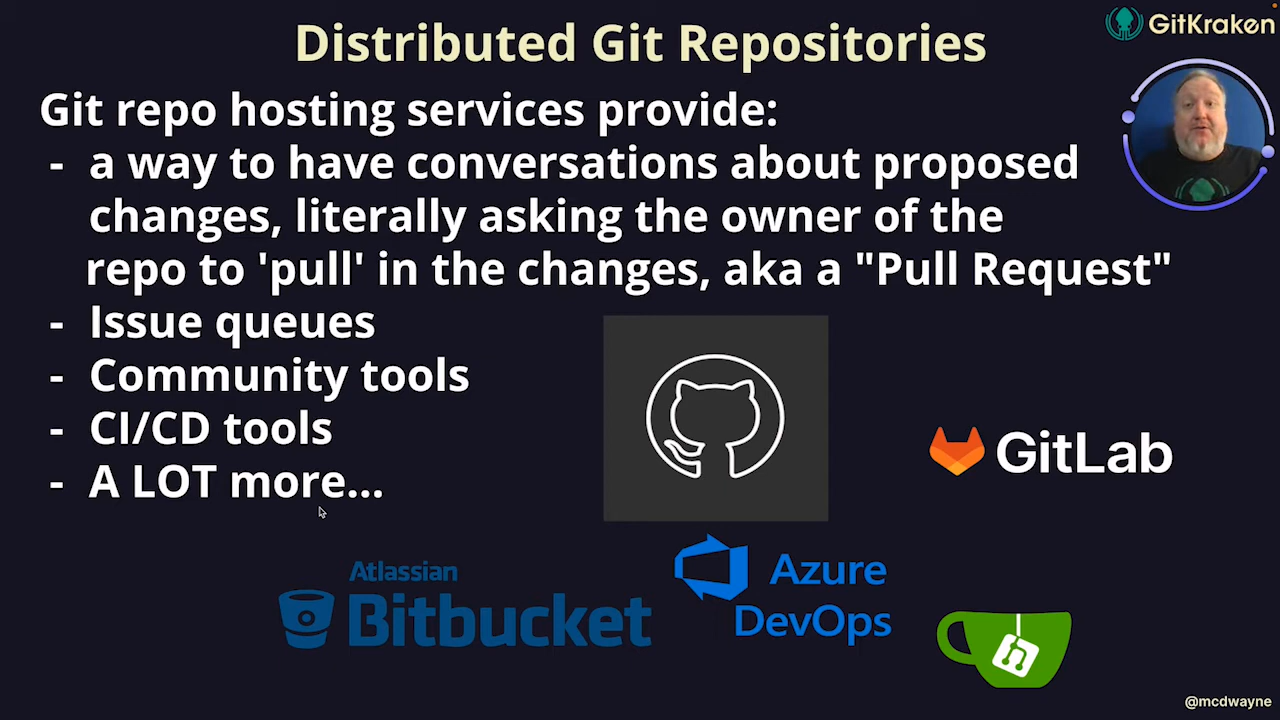 Distributed Git Repositories
GitKraken
Git repo hosting services provide:
- a way to have conversations about proposed
changes, literally asking the owner of the
repo to 'pull' in the changes, aka a "Pull Request"
- Issue queues
- Community tools
- CI/CD tools
- A LOT more...
GitLab
Atlassian
Bitbucket
Azure
DevOps
@mcdwayne